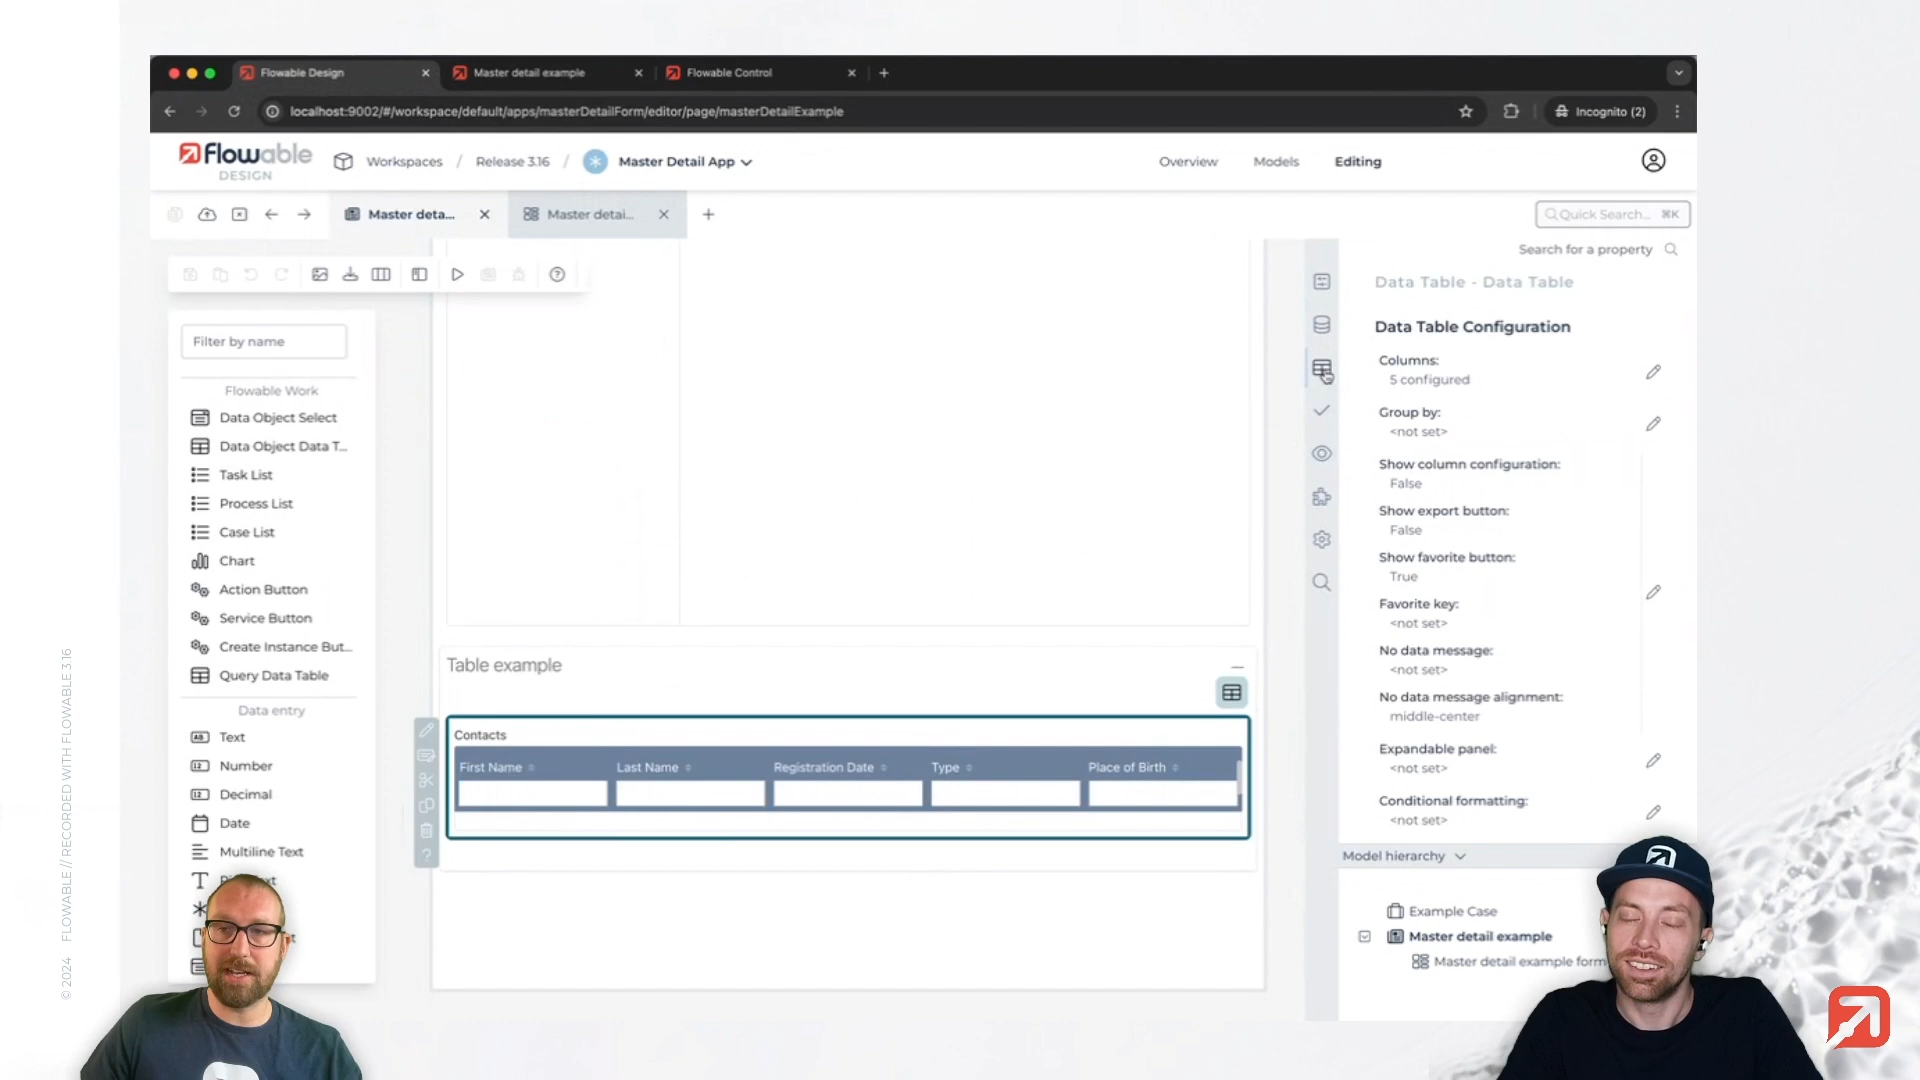 Flowable Design
Master detail example
Flowable Control
localhost:9002/#/workspace/default/apps/masterDetailForm/editor/page/masterDetailExample
Incognito (2)
flowable
DESIGN
Workspaces / Release 3.16 / Master Detail App
Overview
Models
Editing
Master deta...
Master detai...
Quick Search... ⌘K
Search for a property
Filter by name
Flowable Work
Data Object Select
Data Object Data T...
Task List
Process List
Case List
Chart
Action Button
Service Button
Create Instance But...
Query Data Table
Data entry
Text
Number
Decimal
Date
Multiline Text
Table example
Contacts
First Name
Last Name
Registration Date
Type
Place of Birth
Data Table - Data Table
Data Table Configuration
Columns:
5 configured
Group by:
<not set>
Show column configuration:
False
Show export button:
False
Show favorite button:
True
Favorite key:
<not set>
No data message:
<not set>
No data message alignment:
middle-center
Expandable panel:
<not set>
Conditional formatting:
<not set>
Model hierarchy
Example Case
Master detail example
Master detail example form
© 2024 FLOWABLE // RECORDED WITH FLOWABLE 3.16